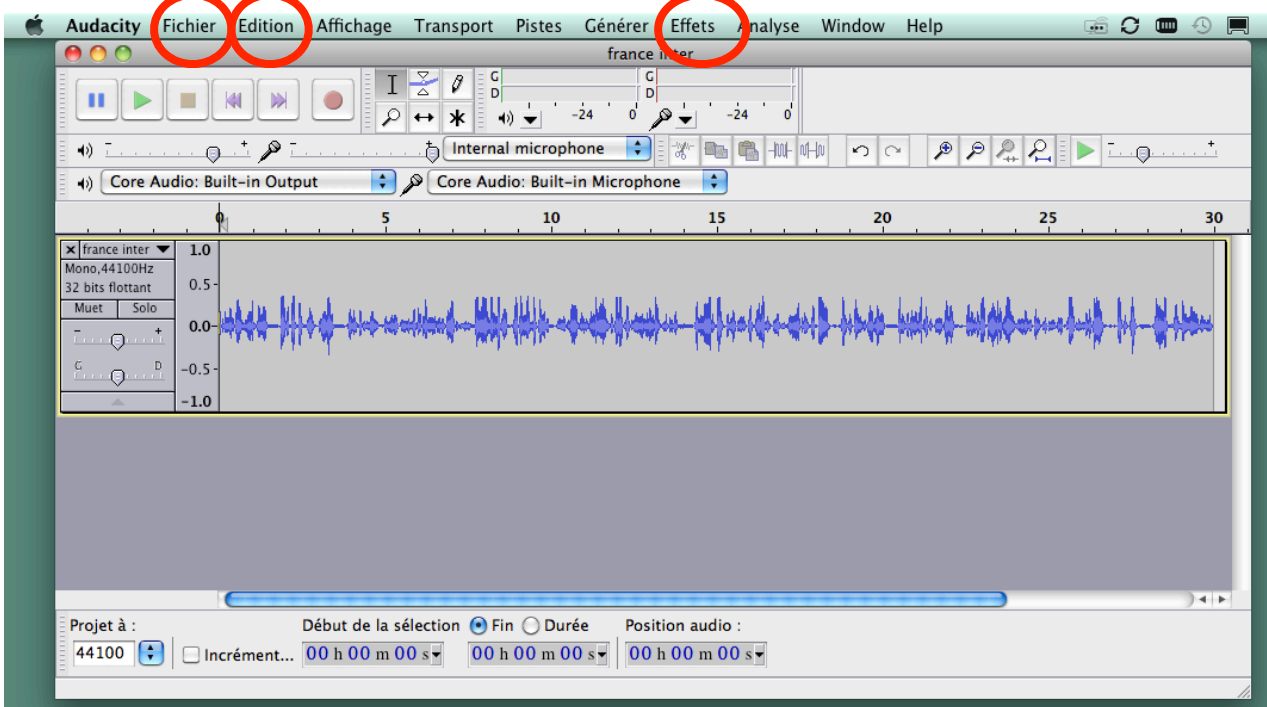 Audacity Fichier Edition Affichage Transport Pistes Générer Effets Analyse Window Help
france inter
G G
D D
-24 0 -24 0
Internal microphone
Core Audio: Built-in Output Core Audio: Built-in Microphone
0 5 10 15 20 25 30
france inter 1.0
Mono,44100Hz
32 bits flottant 0.5
Muet Solo
- + 0.0
G D -0.5
-1.0
Projet à : Début de la sélection Fin Durée Position audio :
44100 Incrément... 00 h 00 m 00 s 00 h 00 m 00 s 00 h 00 m 00 s